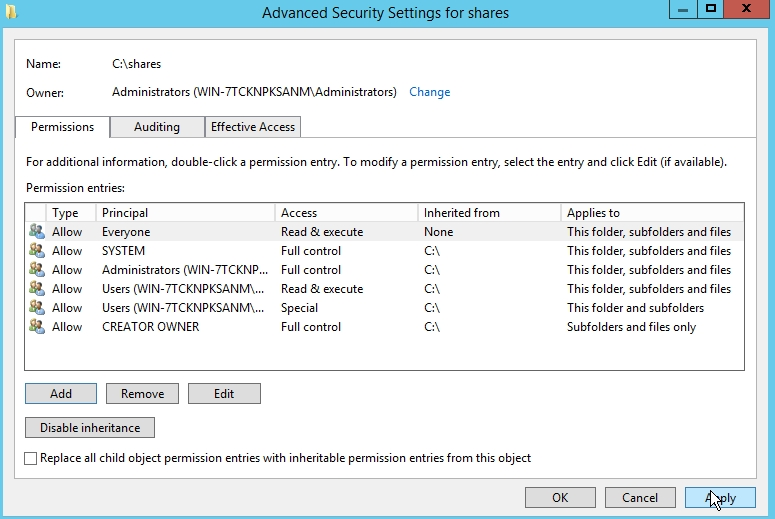 Advanced Security Settings for shares
Name: C:\shares
Owner: Administrators (WIN-7TCKNPKSANM\Administrators) Change
Permissions Auditing Effective Access
For additional information, double-click a permission entry. To modify a permission entry, select the entry and click Edit (if available).
Permission entries:
Type Principal Access Inherited from Applies to
Allow Everyone Read & execute None This folder, subfolders and files
Allow SYSTEM Full control C:\ This folder, subfolders and files
Allow Administrators (WIN-7TCKNP... Full control C:\ This folder, subfolders and files
Allow Users (WIN-7TCKNPKSANM\... Read & execute C:\ This folder, subfolders and files
Allow Users (WIN-7TCKNPKSANM\... Special C:\ This folder and subfolders
Allow CREATOR OWNER Full control C:\ Subfolders and files only
Add Remove Edit
Disable inheritance
Replace all child object permission entries with inheritable permission entries from this object
OK Cancel Apply